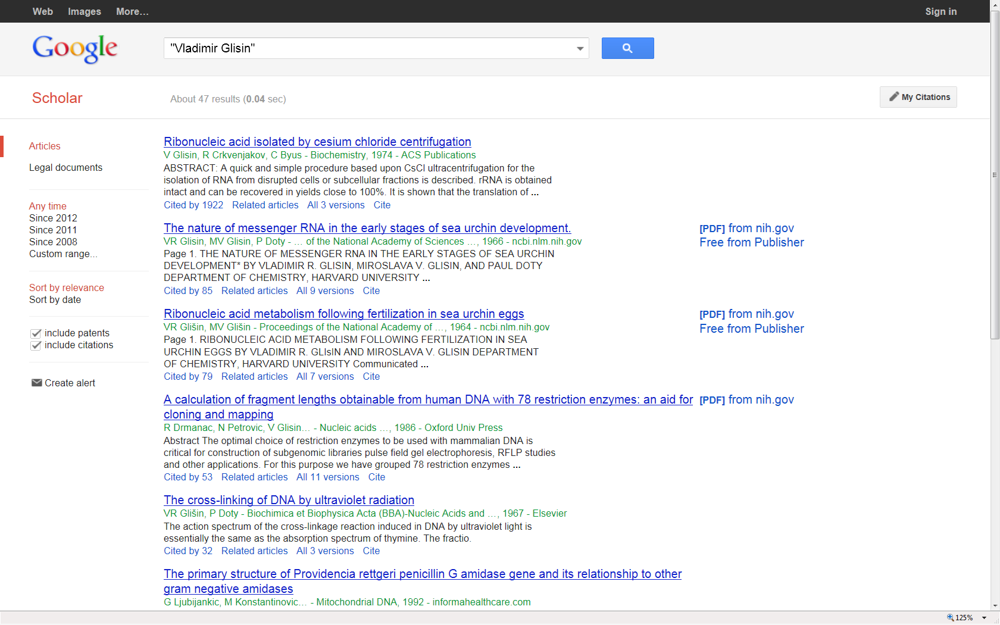 Web Images More... Sign in
Google
"Vladimir Glisin"
Scholar
About 47 results (0.04 sec)
My Citations
Articles
Legal documents
Any time
Since 2012
Since 2011
Since 2008
Custom range...
Sort by relevance
Sort by date
include patents
include citations
Create alert
Ribonucleic acid isolated by cesium chloride centrifugation
V Glisin, R Crkvenjakov, C Byus - Biochemistry, 1974 - ACS Publications
ABSTRACT: A quick and simple procedure based upon CsCl ultracentrifugation for the
isolation of RNA from disrupted cells or subcellular fractions is described. rRNA is obtained
intact and can be recovered in yields close to 100%. It is shown that the translation of ...
Cited by 1922 Related articles All 3 versions Cite
The nature of messenger RNA in the early stages of sea urchin development.
[PDF] from nih.gov
Free from Publisher
VR Glisin, MV Glisin, P Doty - ... of the National Academy of Sciences ..., 1966 - ncbi.nlm.nih.gov
Page 1. THE NATURE OF MESSENGER RNA IN THE EARLY STAGES OF SEA URCHIN
DEVELOPMENT* BY VLADIMIR R. GLISIN, MIROSLAVA V. GLISIN, AND PAUL DOTY
DEPARTMENT OF CHEMISTRY, HARVARD UNIVERSITY ...
Cited by 85 Related articles All 9 versions Cite
Ribonucleic acid metabolism following fertilization in sea urchin eggs
[PDF] from nih.gov
Free from Publisher
VR Glišin, MV Glišin - Proceedings of the National Academy of ..., 1964 - ncbi.nlm.nih.gov
Page 1. RIBONUCLEIC ACID METABOLISM FOLLOWING FERTILIZATION IN SEA
URCHIN EGGS BY VLADIMIR R. GLIsIN AND MIROSLAVA V. GLISIN DEPARTMENT
OF CHEMISTRY, HARVARD UNIVERSITY Communicated ...
Cited by 79 Related articles All 7 versions Cite
A calculation of fragment lengths obtainable from human DNA with 78 restriction enzymes: an aid for
cloning and mapping
[PDF] from nih.gov
R Drmanac, N Petrovic, V Glisin... - Nucleic acids ..., 1986 - Oxford Univ Press
Abstract The optimal choice of restriction enzymes to be used with mammalian DNA is
critical for construction of subgenomic libraries pulse field gel electrophoresis, RFLP studies
and other applications. For this purpose we have grouped 78 restriction enzymes ...
Cited by 53 Related articles All 11 versions Cite
The cross-linking of DNA by ultraviolet radiation
VR Glišin, P Doty - Biochimica et Biophysica Acta (BBA)-Nucleic Acids and ..., 1967 - Elsevier
The action spectrum of the cross-linkage reaction induced in DNA by ultraviolet light is
essentially the same as the absorption spectrum of thymine. The fractio.
Cited by 32 Related articles All 3 versions Cite
The primary structure of Providencia rettgeri penicillin G amidase gene and its relationship to other
gram negative amidases
G Ljubijankic, M Konstantinovic... - Mitochondrial DNA, 1992 - informahealthcare.com
125%